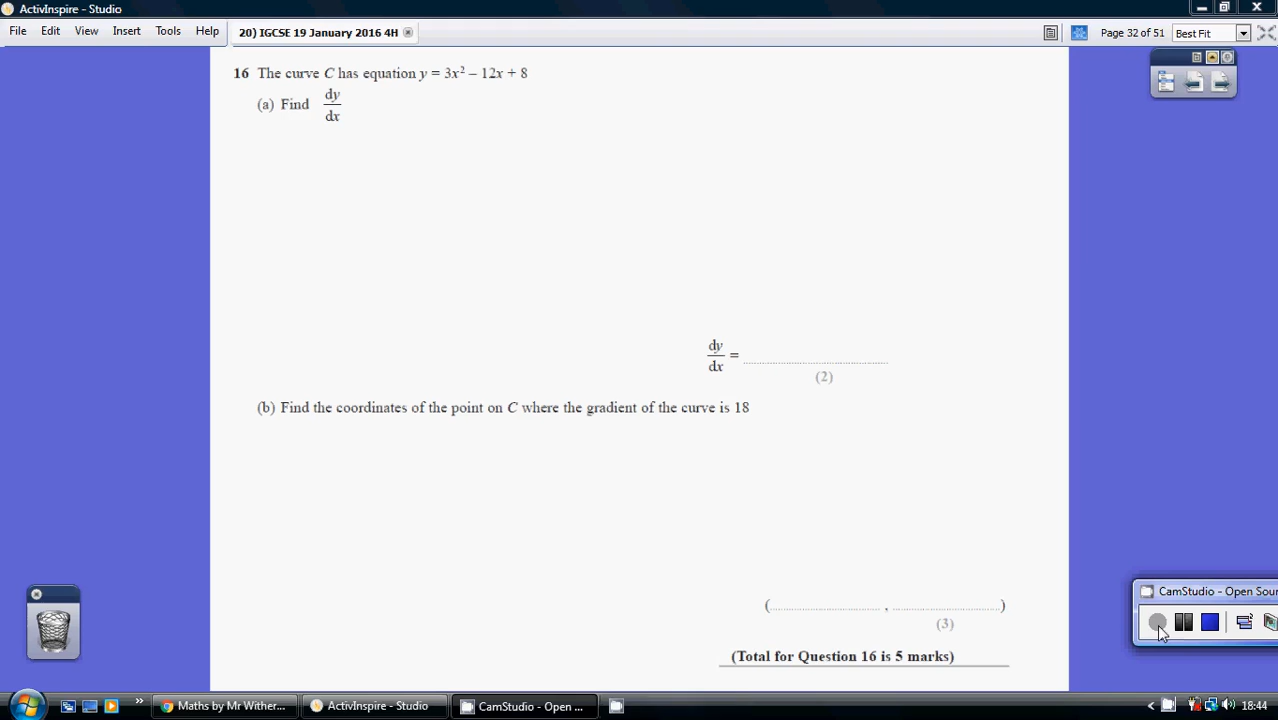 ActivInspire - Studio
File Edit View Insert Tools Help
20) IGCSE 19 January 2016 4H
Page 32 of 51
Best Fit
16 The curve C has equation y = 3x² – 12x + 8
(a) Find dy/dx
dy/dx = ........................................
(2)
(b) Find the coordinates of the point on C where the gradient of the curve is 18
(.............................. , .............................)
(3)
(Total for Question 16 is 5 marks)
CamStudio - Open Sour
Maths by Mr Wither...
ActivInspire - Studio
CamStudio - Open ...
18:44